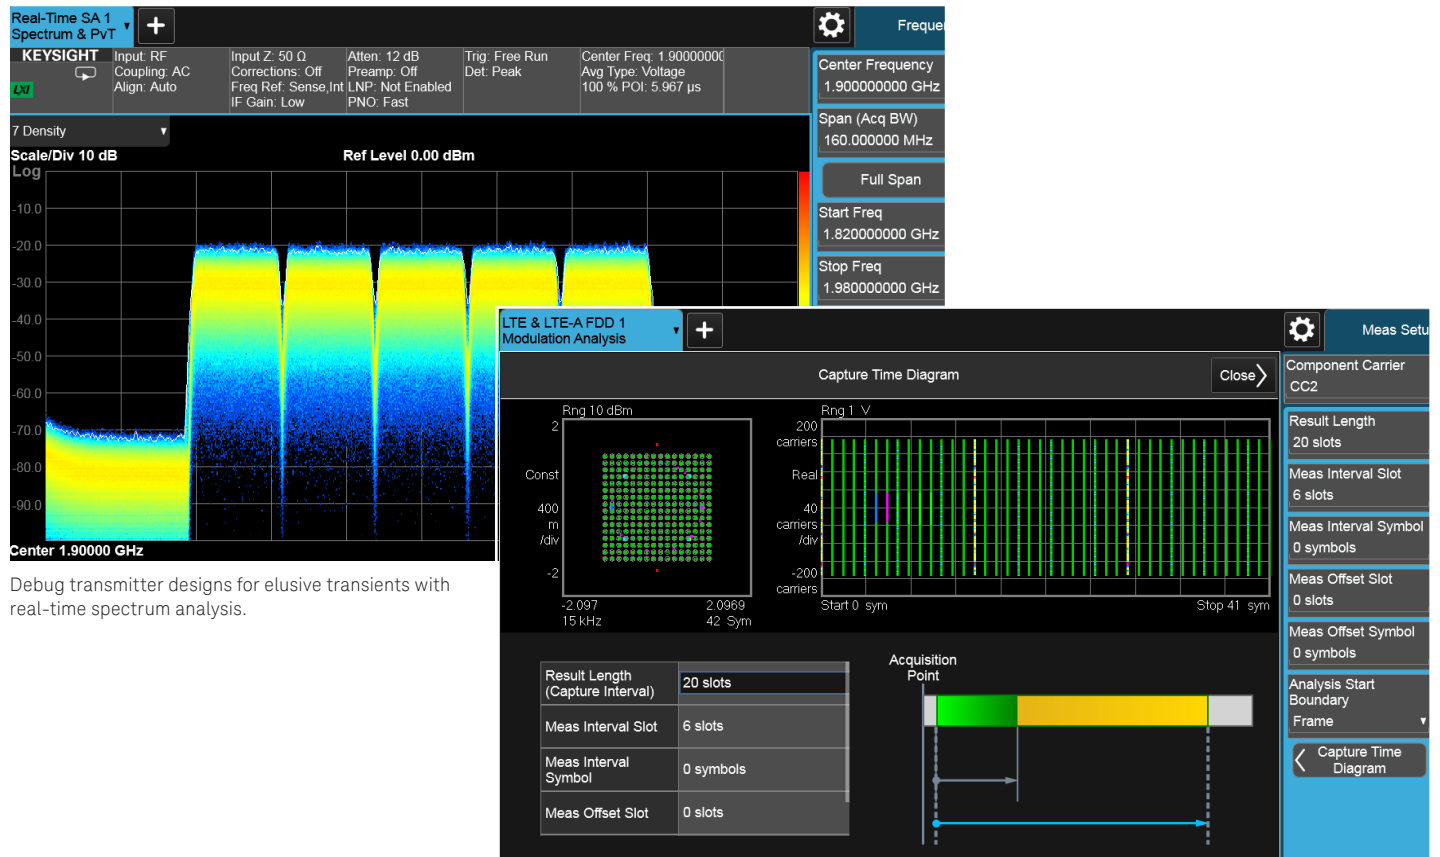 Real-Time SA 1
Spectrum & PvT
KEYSIGHT
LXI
Input: RF
Coupling: AC
Align: Auto
Input Z: 50 Ω
Corrections: Off
Freq Ref: Sense,Int
IF Gain: Low
Atten: 12 dB
Preamp: Off
LNP: Not Enabled
PNO: Fast
Trig: Free Run
Det: Peak
Center Freq: 1.90000000
Avg Type: Voltage
100 % POI: 5.967 µs
Frequen
Center Frequency
1.900000000 GHz
Span (Acq BW)
160.000000 MHz
Full Span
Start Freq
1.820000000 GHz
Stop Freq
1.980000000 GHz
7 Density
Scale/Div 10 dB
Ref Level 0.00 dBm
Log
-10.0
-20.0
-30.0
-40.0
-50.0
-60.0
-70.0
-80.0
-90.0
Center 1.90000 GHz
Debug transmitter designs for elusive transients with
real-time spectrum analysis.
LTE & LTE-A FDD 1
Modulation Analysis
Capture Time Diagram
Close
Rng 10 dBm
2
Const
400
m
/div
-2
-2.097
2.0969
15 kHz
42 Sym
Rng 1 V
200
carriers
Real
40
carriers
/div
-200
carriers
Start 0 sym
Stop 41 sym
Result Length
(Capture Interval)
20 slots
Meas Interval Slot
6 slots
Meas Interval
Symbol
0 symbols
Meas Offset Slot
0 slots
Acquisition
Point
Meas Setu
Component Carrier
CC2
Result Length
20 slots
Meas Interval Slot
6 slots
Meas Interval Symbol
0 symbols
Meas Offset Slot
0 slots
Meas Offset Symbol
0 symbols
Analysis Start
Boundary
Frame
Capture Time
Diagram